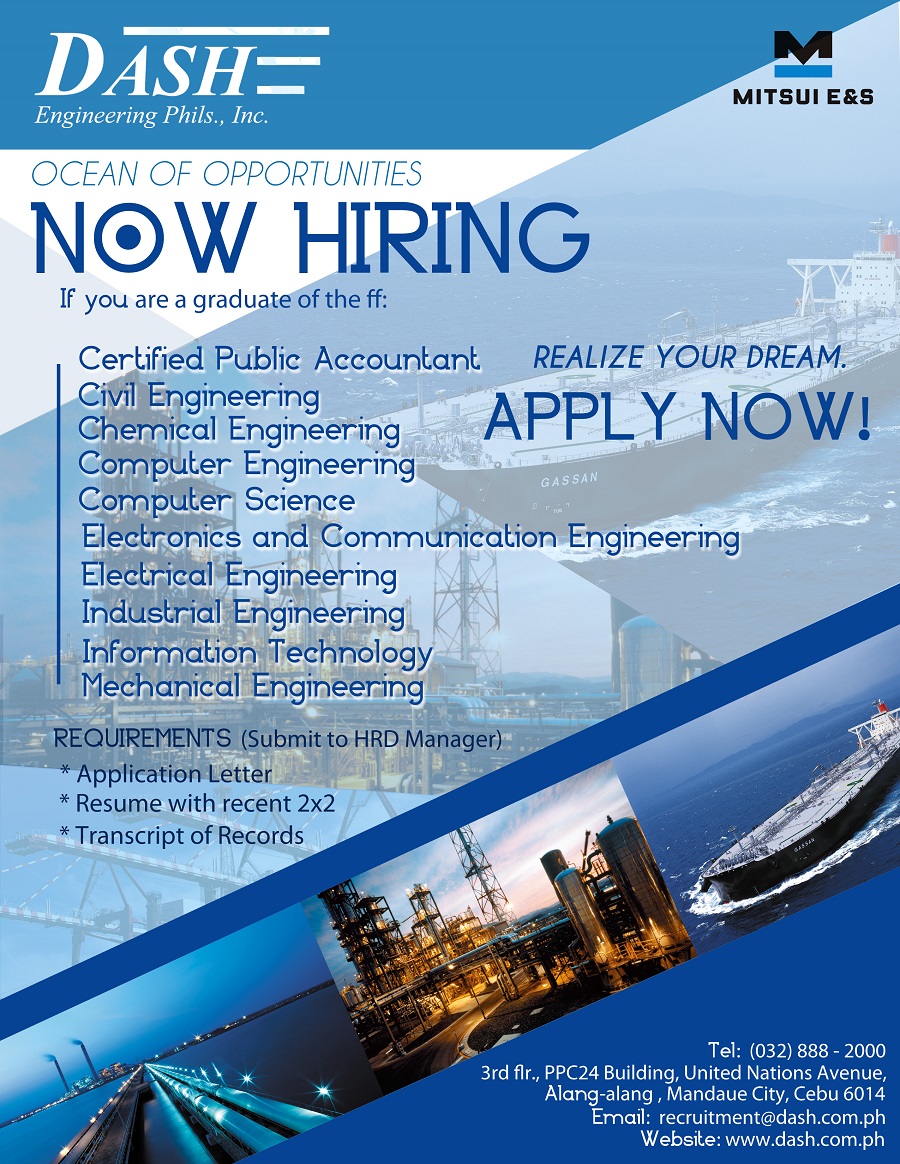 DASH
Engineering Phils., Inc.
MITSUI E&S
OCEAN OF OPPORTUNITIES
NOW HIRING
If you are a graduate of the ff:
Certified Public Accountant
Civil Engineering
Chemical Engineering
Computer Engineering
Computer Science
Electronics and Communication Engineering
Electrical Engineering
Industrial Engineering
Information Technology
Mechanical Engineering
REALIZE YOUR DREAM.
APPLY NOW!
GASSAN
REQUIREMENTS (Submit to HRD Manager)
* Application Letter
* Resume with recent 2x2
* Transcript of Records
GASSAN
Tel: (032) 888 - 2000
3rd flr., PPC24 Building, United Nations Avenue,
Alang-alang , Mandaue City, Cebu 6014
Email: recruitment@dash.com.ph
Website: www.dash.com.ph